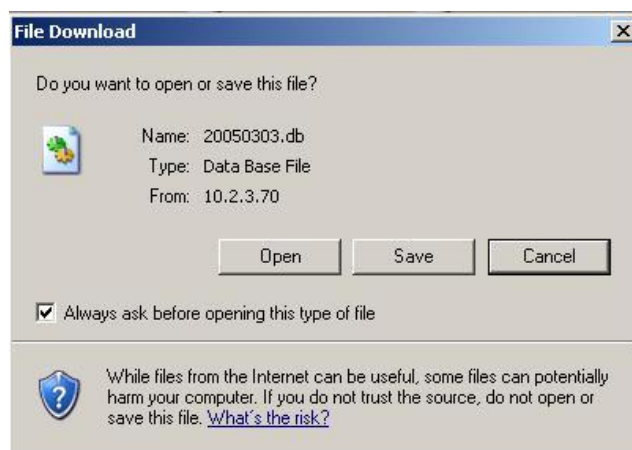 File Download
Do you want to open or save this file?
Name: 20050303.db
Type: Data Base File
From: 10.2.3.70
Open Save Cancel
Always ask before opening this type of file
While files from the Internet can be useful, some files can potentially
harm your computer. If you do not trust the source, do not open or
save this file. What's the risk?